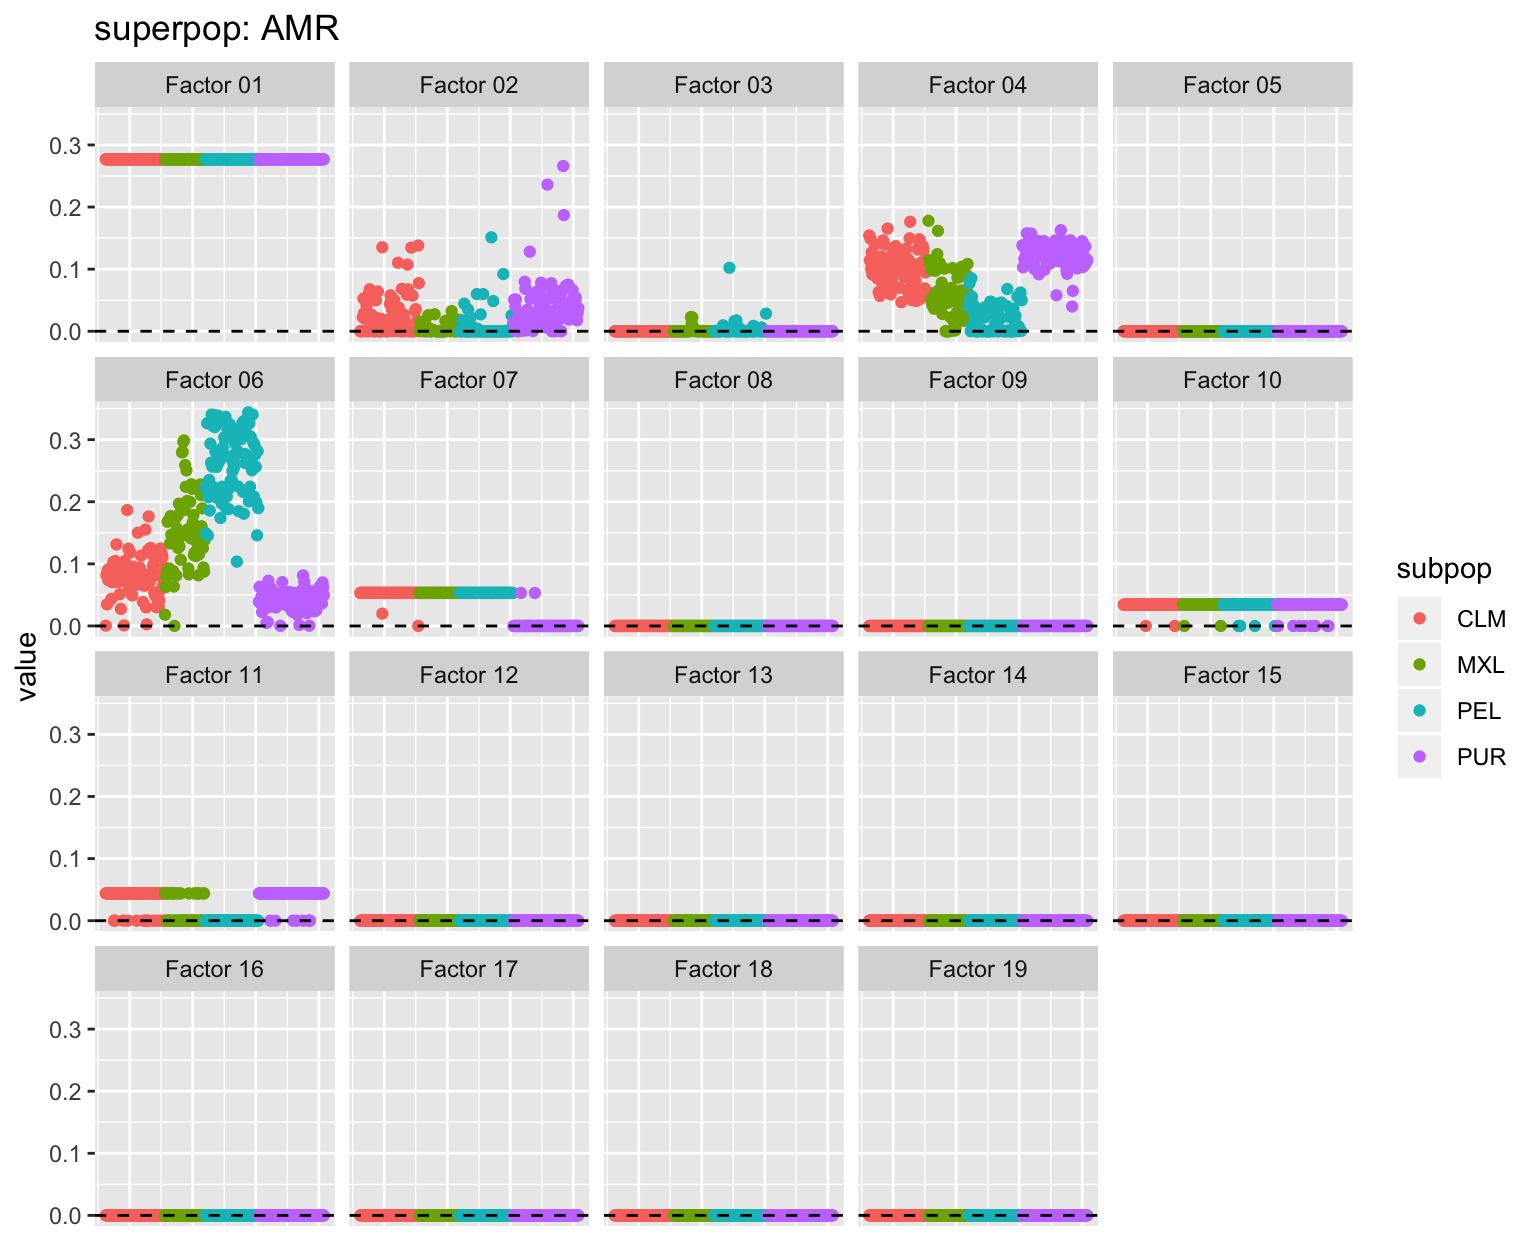 superpop: AMR
Factor 01 Factor 02 Factor 03 Factor 04 Factor 05
0.3
0.2
0.1
0.0
Factor 06 Factor 07 Factor 08 Factor 09 Factor 10
0.3
0.2
0.1
0.0
Factor 11 Factor 12 Factor 13 Factor 14 Factor 15
0.3
0.2
0.1
0.0
Factor 16 Factor 17 Factor 18 Factor 19
0.3
0.2
0.1
0.0
value
subpop
CLM
MXL
PEL
PUR